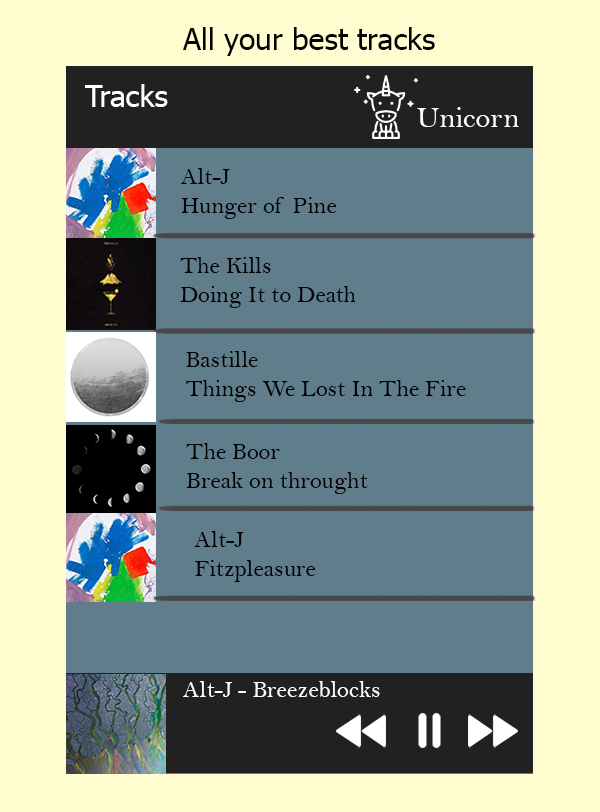 All your best tracks
Tracks
Unicorn
Alt-J
Hunger of Pine
The Kills
Doing It to Death
Bastille
Things We Lost In The Fire
The Boor
Break on throught
Alt-J
Fitzpleasure
Alt-J - Breezeblocks